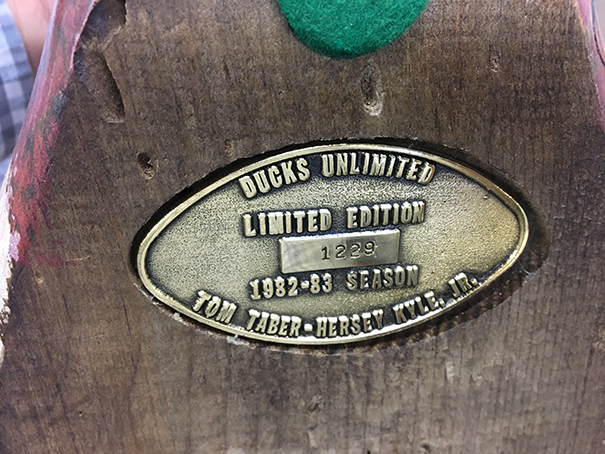 DUCKS UNLIMITED
LIMITED EDITION
1229
1982-83 SEASON
TOM TABER-HERSEY KYLE, JR.